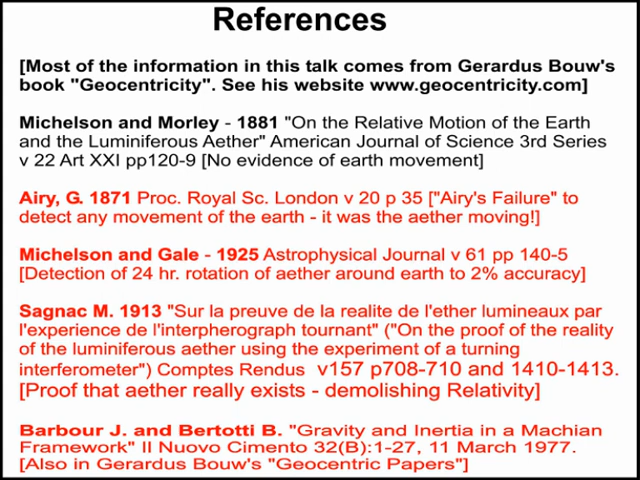 References
[Most of the information in this talk comes from Gerardus Bouw's
book "Geocentricity". See his website www.geocentricity.com]
Michelson and Morley - 1881 "On the Relative Motion of the Earth
and the Luminiferous Aether" American Journal of Science 3rd Series
v 22 Art XXI pp120-9 [No evidence of earth movement]
Airy, G. 1871 Proc. Royal Sc. London v 20 p 35 ["Airy's Failure" to
detect any movement of the earth - it was the aether moving!]
Michelson and Gale - 1925 Astrophysical Journal v 61 pp 140-5
[Detection of 24 hr. rotation of aether around earth to 2% accuracy]
Sagnac M. 1913 "Sur la preuve de la realite de l'ether lumineaux par
l'experience de l'interpherograph tournant" ("On the proof of the reality
of the luminiferous aether using the experiment of a turning
interferometer") Comptes Rendus v157 p708-710 and 1410-1413.
[Proof that aether really exists - demolishing Relativity]
Barbour J. and Bertotti B. "Gravity and Inertia in a Machian
Framework" Il Nuovo Cimento 32(B):1-27, 11 March 1977.
[Also in Gerardus Bouw's "Geocentric Papers"]